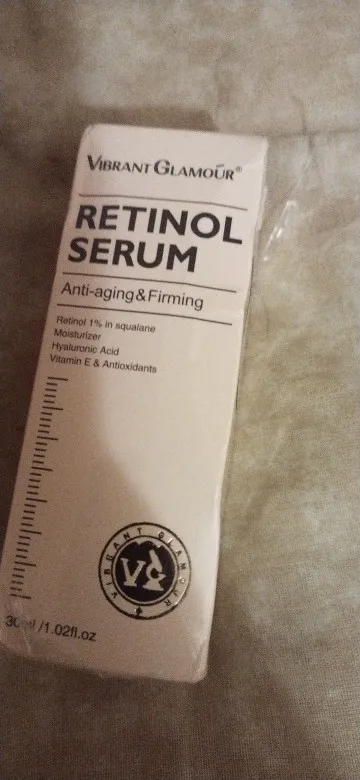 VIBRANT GLAMOUR®
RETINOL
SERUM
Anti-aging&Firming
Retinol 1% in squalane
Moisturizer
Hyaluronic Acid
Vitamin E & Antioxidants
VIBRANT GLAMOUR
VG
30ml /1.02fl.oz